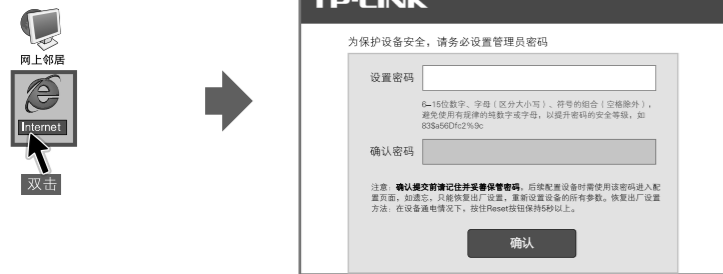 网上邻居
Internet
双击
TP-LINK
为保护设备安全，请务必设置管理员密码
设置密码
6-15位数字、字母（区分大小写）、符号的组合（空格除外），
避免使用有规律的纯数字或字母，以提升密码的安全等级，如
83$a56Dfc2%9c
确认密码
注意：确认提交前请记住并妥善保管密码，后续配置设备时需使用该密码进入配
置页面，如遗忘，只能恢复出厂设置，重新设置设备的所有参数。恢复出厂设置
方法：在设备通电情况下，按住Reset按钮保持5秒以上。
确认